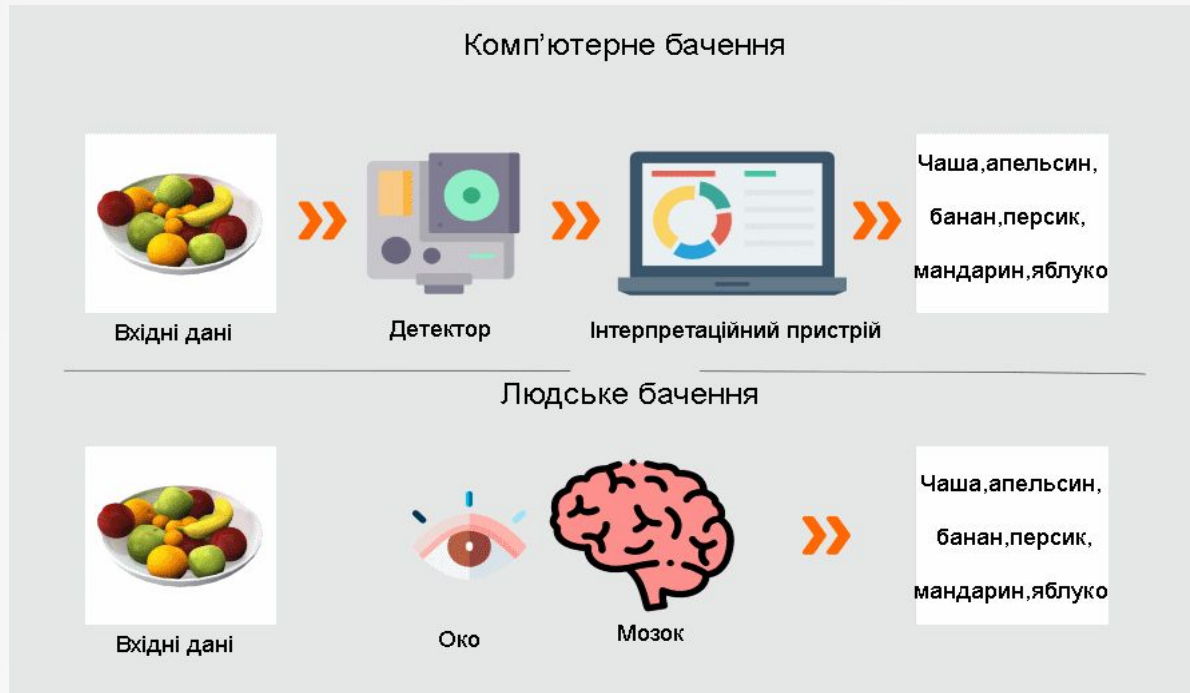 Комп'ютерне бачення
Чаша,апельсин,
банан,персик,
мандарин,яблуко
Вхідні дані
Детектор
Інтерпретаційний пристрій
Людське бачення
Чаша,апельсин,
банан,персик,
мандарин,яблуко
Вхідні дані
Око
Мозок